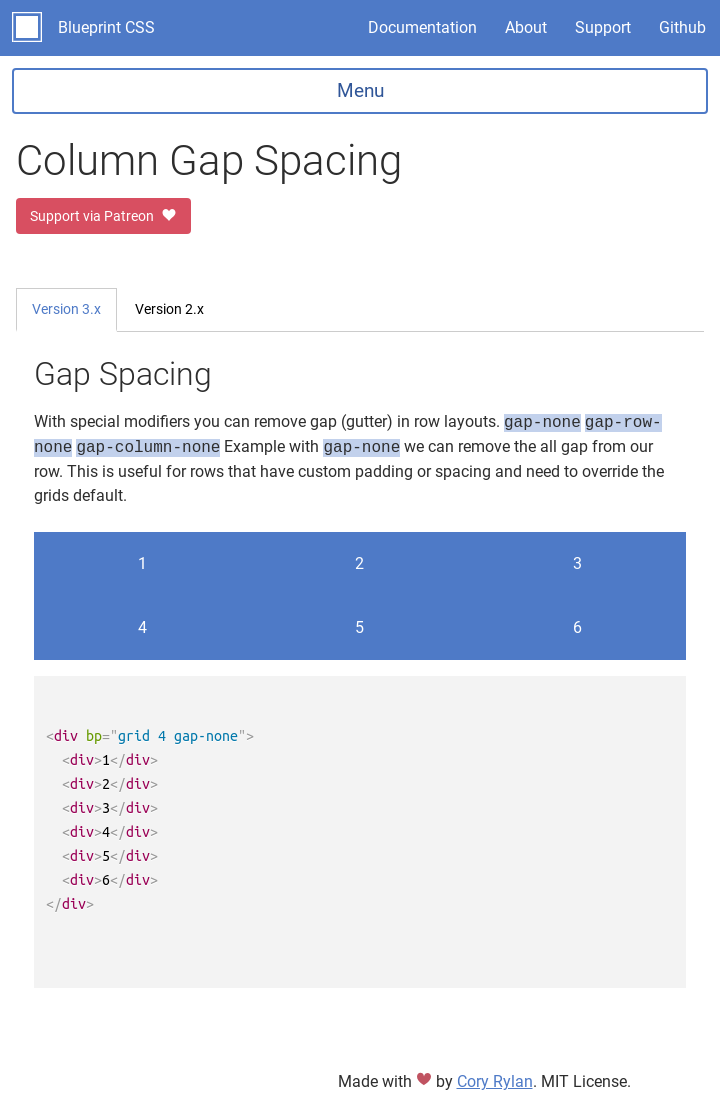 Blueprint CSS Documentation About Support Github
Menu
Column Gap Spacing
Support via Patreon
Version 3.x Version 2.x
Gap Spacing
With special modifiers you can remove gap (gutter) in row layouts. gap-none gap-row-
none gap-column-none Example with gap-none we can remove the all gap from our
row. This is useful for rows that have custom padding or spacing and need to override the
grids default.
1 2 3
4 5 6
<div bp="grid 4 gap-none">
  <div>1</div>
  <div>2</div>
  <div>3</div>
  <div>4</div>
  <div>5</div>
  <div>6</div>
</div>
Made with ♥ by Cory Rylan. MIT License.